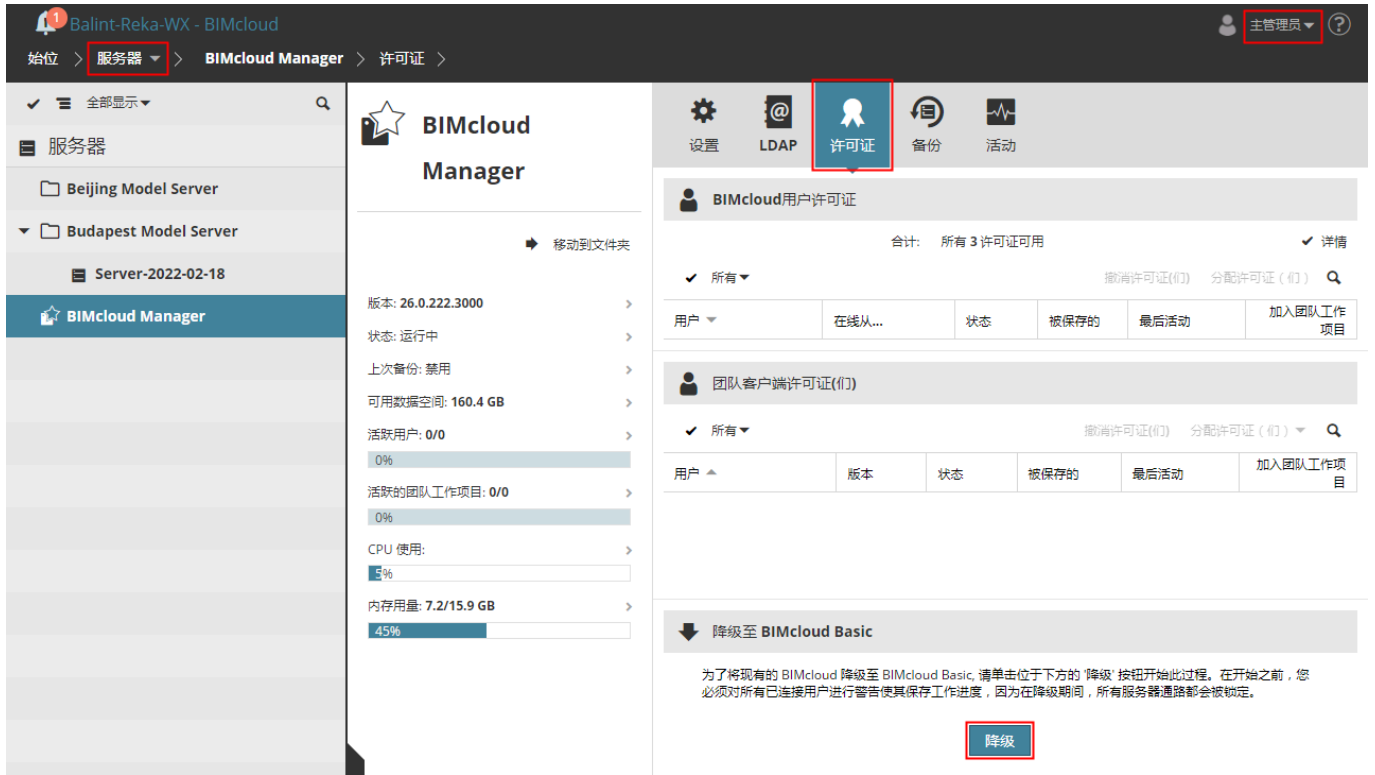 1
Balint-Reka-WX - BIMcloud
主管理员
?
始位 > 服务器 > BIMcloud Manager > 许可证 >
全部显示
服务器
Beijing Model Server
Budapest Model Server
Server-2022-02-18
BIMcloud Manager
BIMcloud
Manager
移动到文件夹
版本: 26.0.222.3000
状态: 运行中
上次备份: 禁用
可用数据空间: 160.4 GB
活跃用户: 0/0
0%
活跃的团队工作项目: 0/0
0%
CPU 使用:
5%
内存用量: 7.2/15.9 GB
45%
设置
LDAP
许可证
备份
活动
BIMcloud用户许可证
合计: 所有 3 许可证可用
详情
所有
撤消许可证(们) 分配许可证（们）
用户 在线从... 状态 被保存的 最后活动 加入团队工作
项目
团队客户端许可证(们)
所有
撤消许可证(们) 分配许可证（们）
用户 版本 状态 被保存的 最后活动 加入团队工作项
目
降级至 BIMcloud Basic
为了将现有的 BIMcloud 降级至 BIMcloud Basic, 请单击位于下方的 '降级' 按钮开始此过程。在开始之前，您
必须对所有已连接用户进行警告使其保存工作进度，因为在降级期间，所有服务器通路都会被锁定。
降级